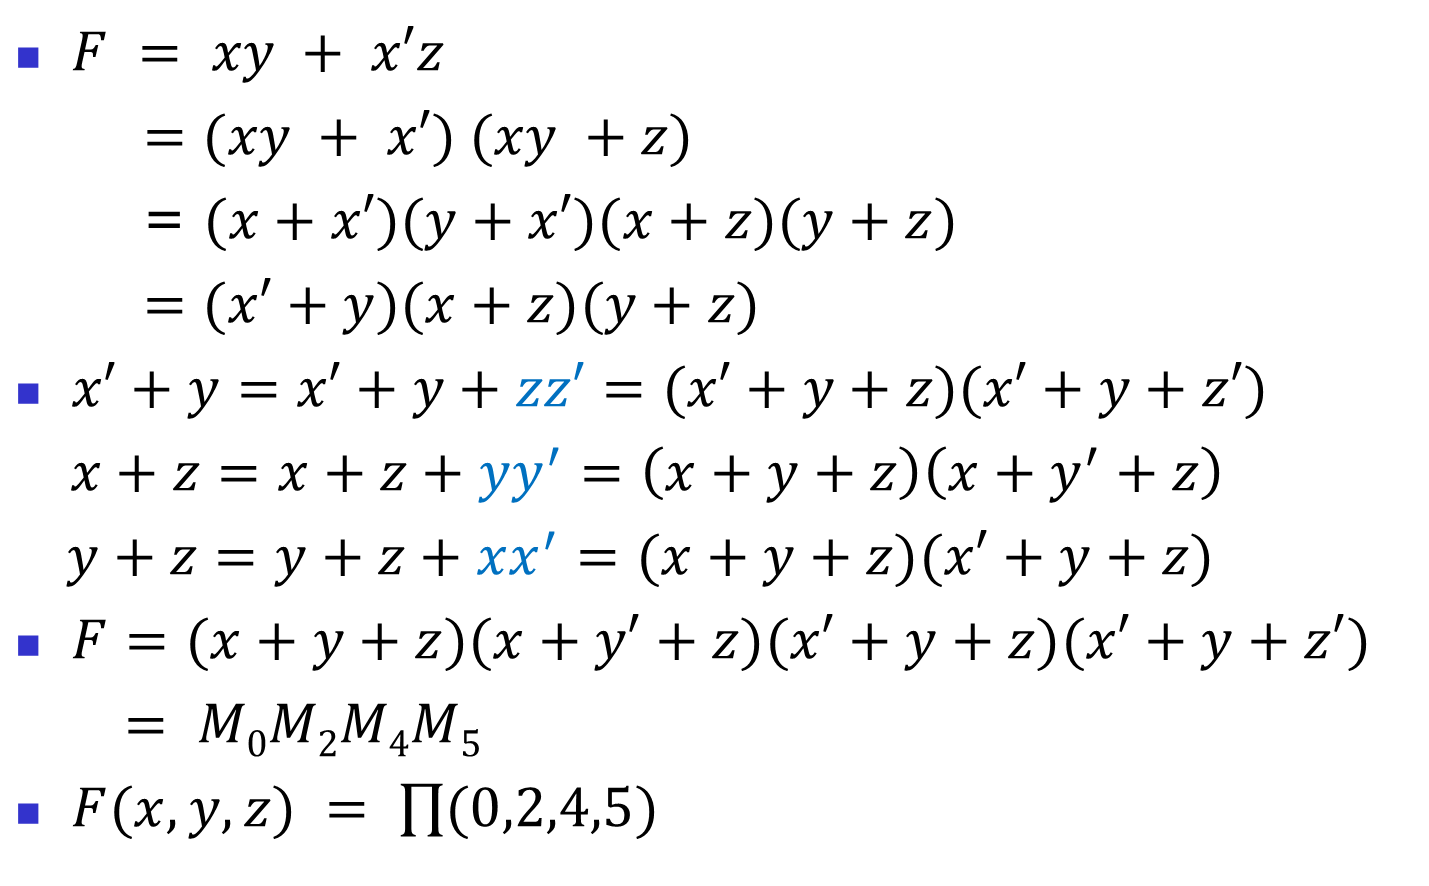 ▪ F = xy + x′z
= (xy + x′) (xy + z)
= (x + x′)(y + x′)(x + z)(y + z)
= (x′ + y)(x + z)(y + z)
▪ x′ + y = x′ + y + zz′ = (x′ + y + z)(x′ + y + z′)
x + z = x + z + yy′ = (x + y + z)(x + y′ + z)
y + z = y + z + xx′ = (x + y + z)(x′ + y + z)
▪ F = (x + y + z)(x + y′ + z)(x′ + y + z)(x′ + y + z′)
= M₀M₂M₄M₅
▪ F(x, y, z) = ∏(0,2,4,5)